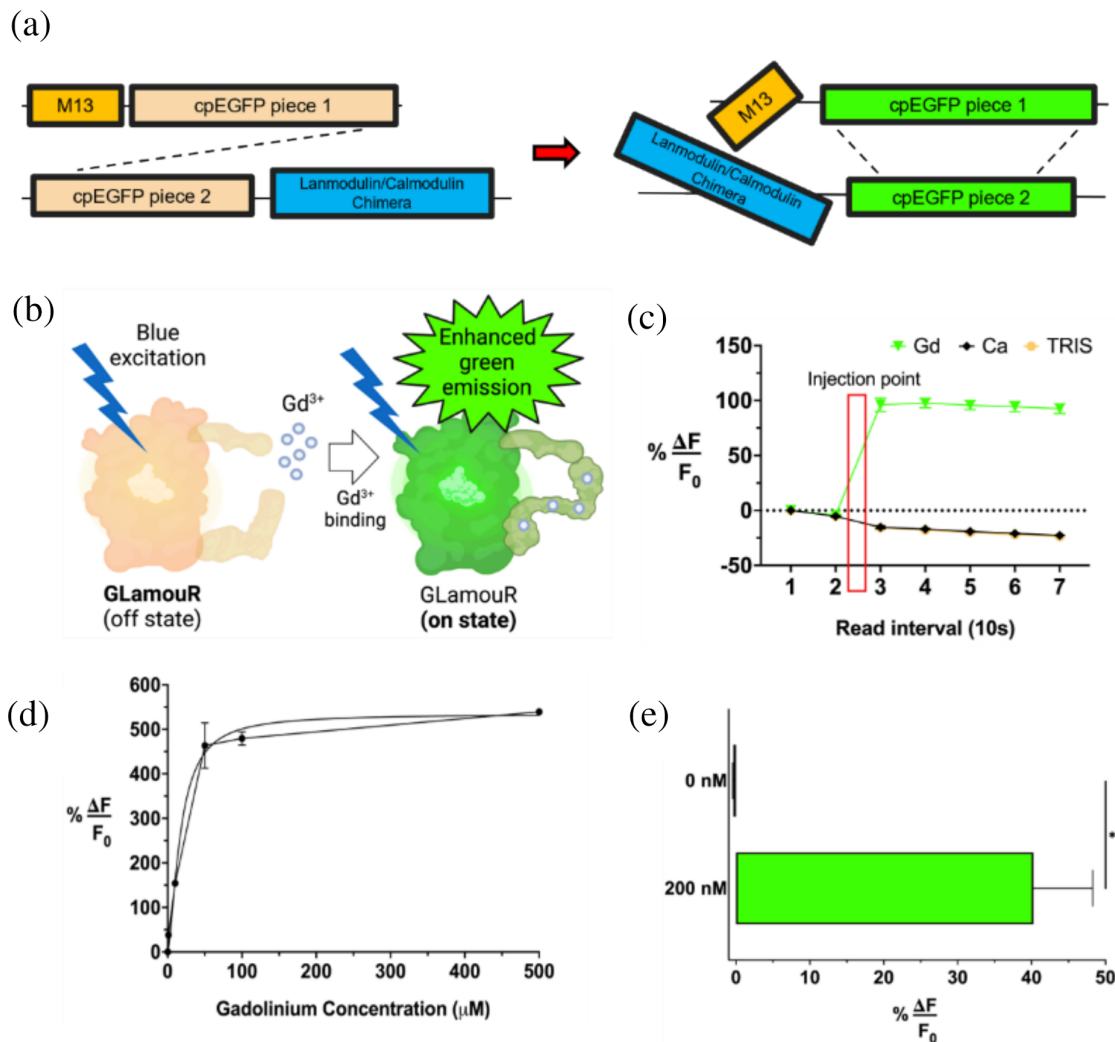 (a)
M13
cpEGFP piece 1
cpEGFP piece 2
Lanmodulin/Calmodulin
Chimera
M13
cpEGFP piece 1
Lanmodulin/Calmodulin
Chimera
cpEGFP piece 2
(b)
Blue
excitation
Gd³⁺
Gd³⁺
binding
Enhanced
green
emission
GLamouR
(off state)
GLamouR
(on state)
(c)
Gd Ca TRIS
Injection point
150
100
50
0
-50
% ΔF
F₀
1 2 3 4 5 6 7
Read interval (10s)
(d)
600
500
400
300
200
100
0
% ΔF
F₀
0 100 200 300 400 500
Gadolinium Concentration (μM)
(e)
0 nM
200 nM
*
0 10 20 30 40 50
% ΔF
F₀